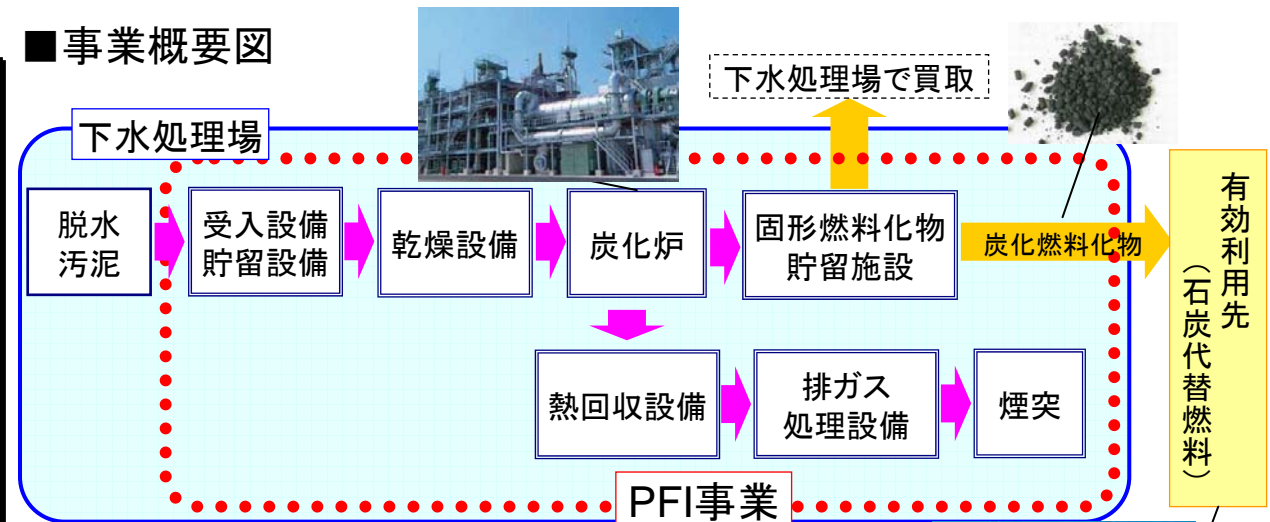 ■事業概要図
下水処理場で買取
下水処理場
脱水
汚泥
受入設備
貯留設備
乾燥設備
炭化炉
固形燃料化物
貯留施設
炭化燃料化物
有効利用先
（石炭代替燃料）
熱回収設備
排ガス
処理設備
煙突
PFI事業